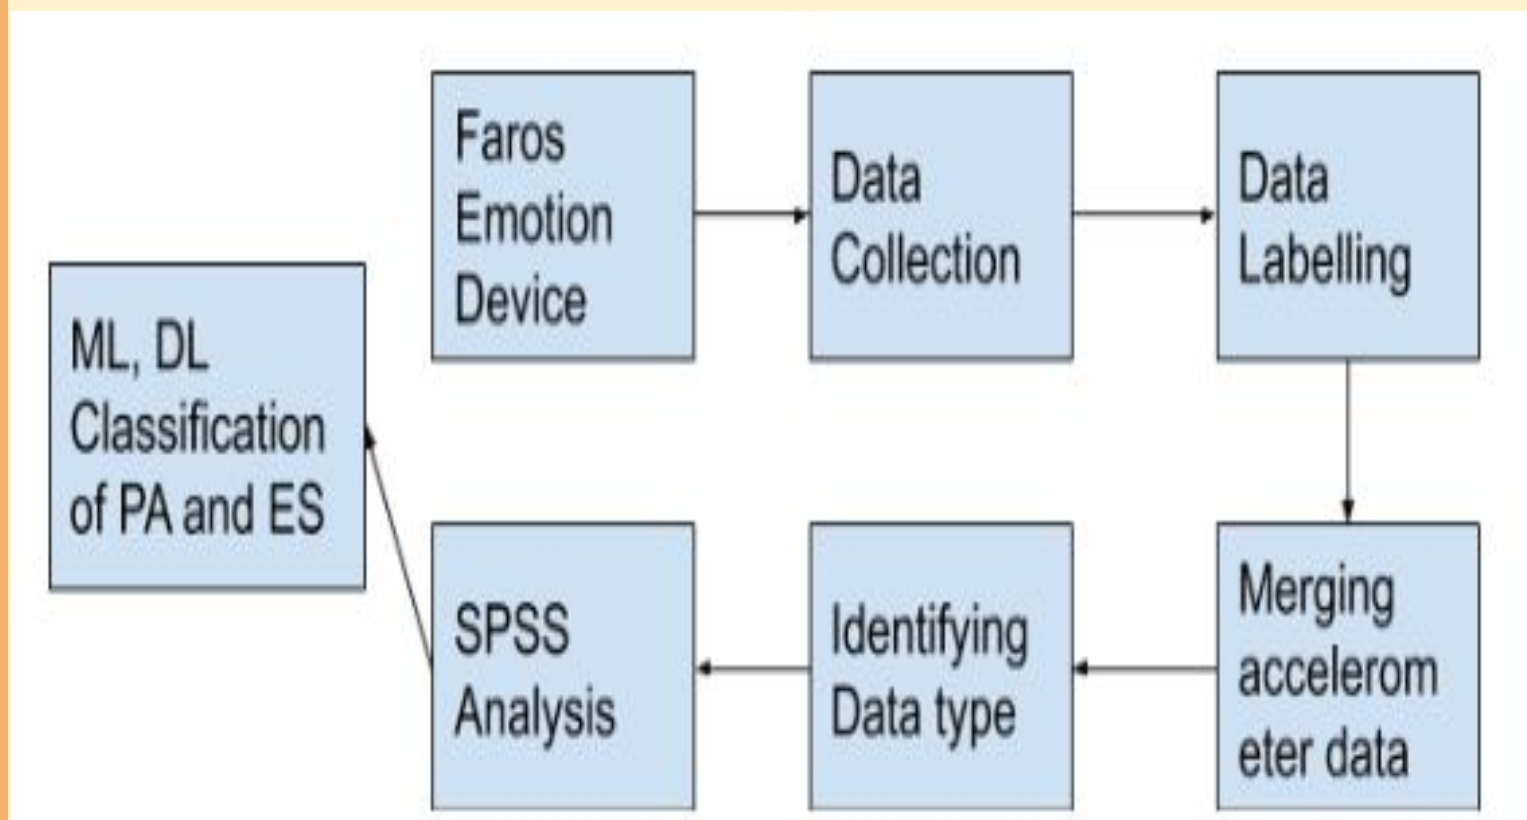 Faros
Emotion
Device
Data
Collection
Data
Labelling
Merging
accelerom
eter data
Identifying
Data type
SPSS
Analysis
ML, DL
Classification
of PA and ES